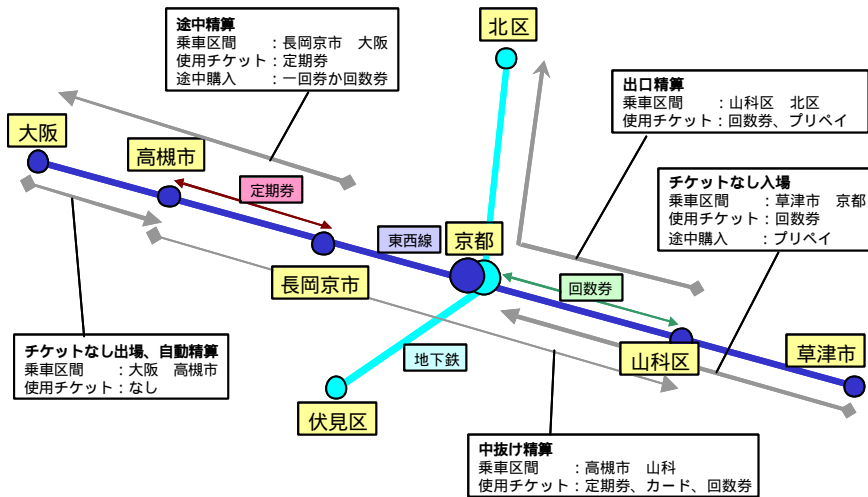 途中精算
乗車区間　　：長岡京市　大阪
使用チケット：定期券
途中購入　　：一回券か回数券
北区
出口精算
乗車区間　　：山科区　北区
使用チケット：回数券、プリペイ
大阪
高槻市
定期券
チケットなし入場
乗車区間　　：草津市　京都
使用チケット：回数券
途中購入　　：プリペイ
東西線
京都
長岡京市
回数券
チケットなし出場、自動精算
乗車区間　　：大阪　高槻市
使用チケット：なし
地下鉄
山科区
草津市
伏見区
中抜け精算
乗車区間　　：高槻市　山科
使用チケット：定期券、カード、回数券